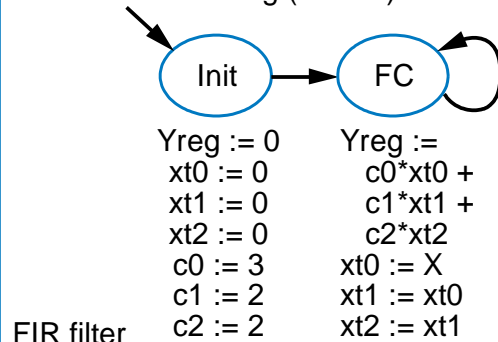 Init
FC
Yreg := 0
xt0 := 0
xt1 := 0
xt2 := 0
c0 := 3
c1 := 2
c2 := 2
Yreg :=
c0*xt0 +
c1*xt1 +
c2*xt2
xt0 := X
xt1 := xt0
xt2 := xt1
FIR filter